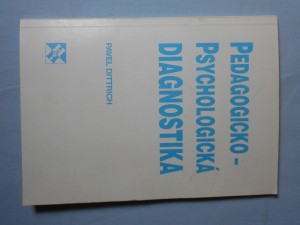 PAVEL DITTRICH
PEDAGOGICKO-
PSYCHOLOGICKÁ
DIAGNOSTIKA